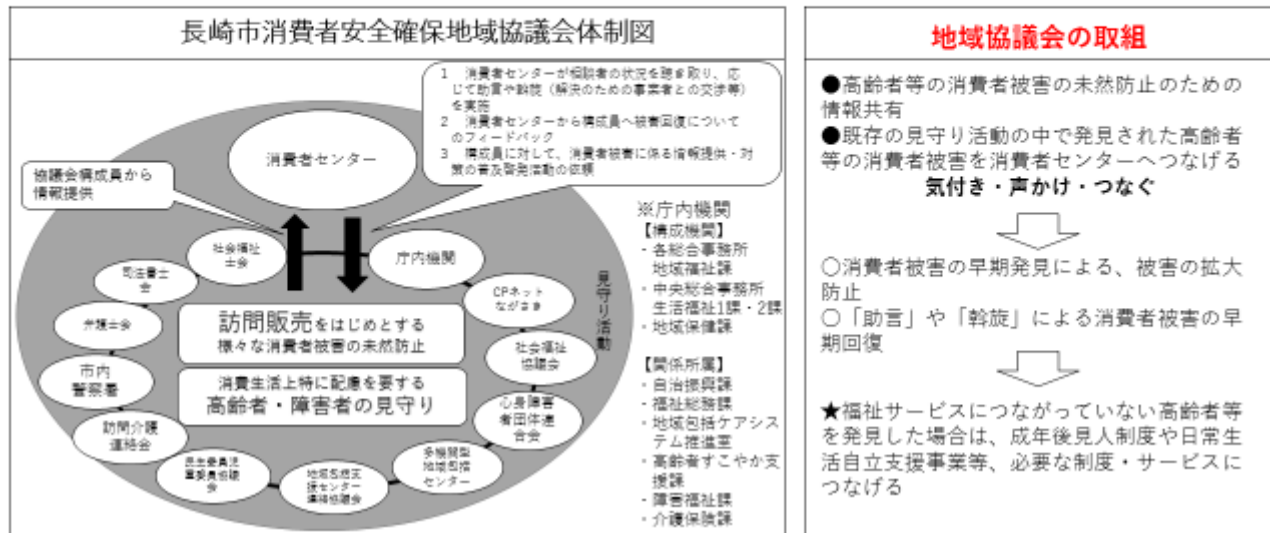 長崎市消費者安全確保地域協議会体制図
1 消費者センターが相談者の状況を聴き取り、応
じて助言や斡旋（解決のための事業者との交渉等）
を実施
2 消費者センターから構成員へ被害回復について
のフィードバック
3 構成員に対して、消費者被害に係る情報提供・対
策の普及啓発活動の依頼
消費者センター
協議会構成員から
情報提供
社会福祉
士会
庁内機関
司法書士
会
CPネット
ながさき
弁護士会
社会福祉
協議会
市内
警察署
心身障害
者団体連
合会
訪問介護
連絡会
多機関型
地域包括
センター
民生委員児
童委員協議
会
地域包括支
援センター
連絡協議会
訪問販売をはじめとする
様々な消費者被害の未然防止
消費生活上特に配慮を要する
高齢者・障害者の見守り
見守り活動
※庁内機関
【構成機関】
・各総合事務所
地域福祉課
・中央総合事務所
生活福祉1課・2課
・地域保健課
【関係所属】
・自治振興課
・福祉総務課
・地域包括ケアシス
テム推進室
・高齢者すこやか支
援課
・障害福祉課
・介護保険課
地域協議会の取組
●高齢者等の消費者被害の未然防止のための
情報共有
●既存の見守り活動の中で発見された高齢者
等の消費者被害を消費者センターへつなげる
気付き・声かけ・つなぐ
○消費者被害の早期発見による、被害の拡大
防止
○「助言」や「斡旋」による消費者被害の早
期回復
★福祉サービスにつながっていない高齢者等
を発見した場合は、成年後見人制度や日常生
活自立支援事業等、必要な制度・サービスに
つなげる